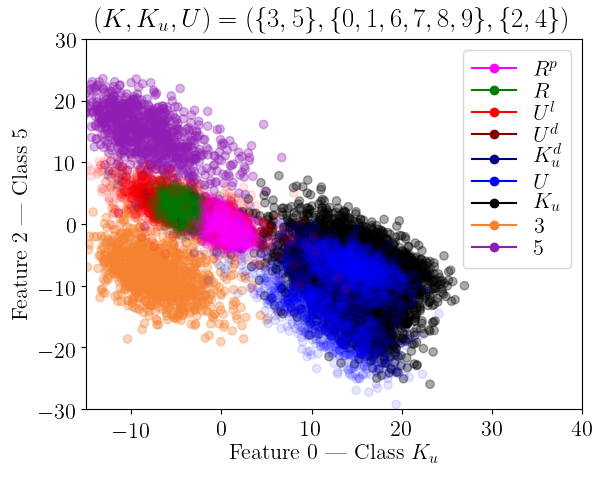 (K, K_u, U) = ({3, 5}, {0, 1, 6, 7, 8, 9}, {2, 4})
30
20
10
0
−10
−20
−30
Feature 2 — Class 5
R^p
R
U^l
U^d
K_u^d
U
K_u
3
5
−10
0
10
20
30
40
Feature 0 — Class K_u